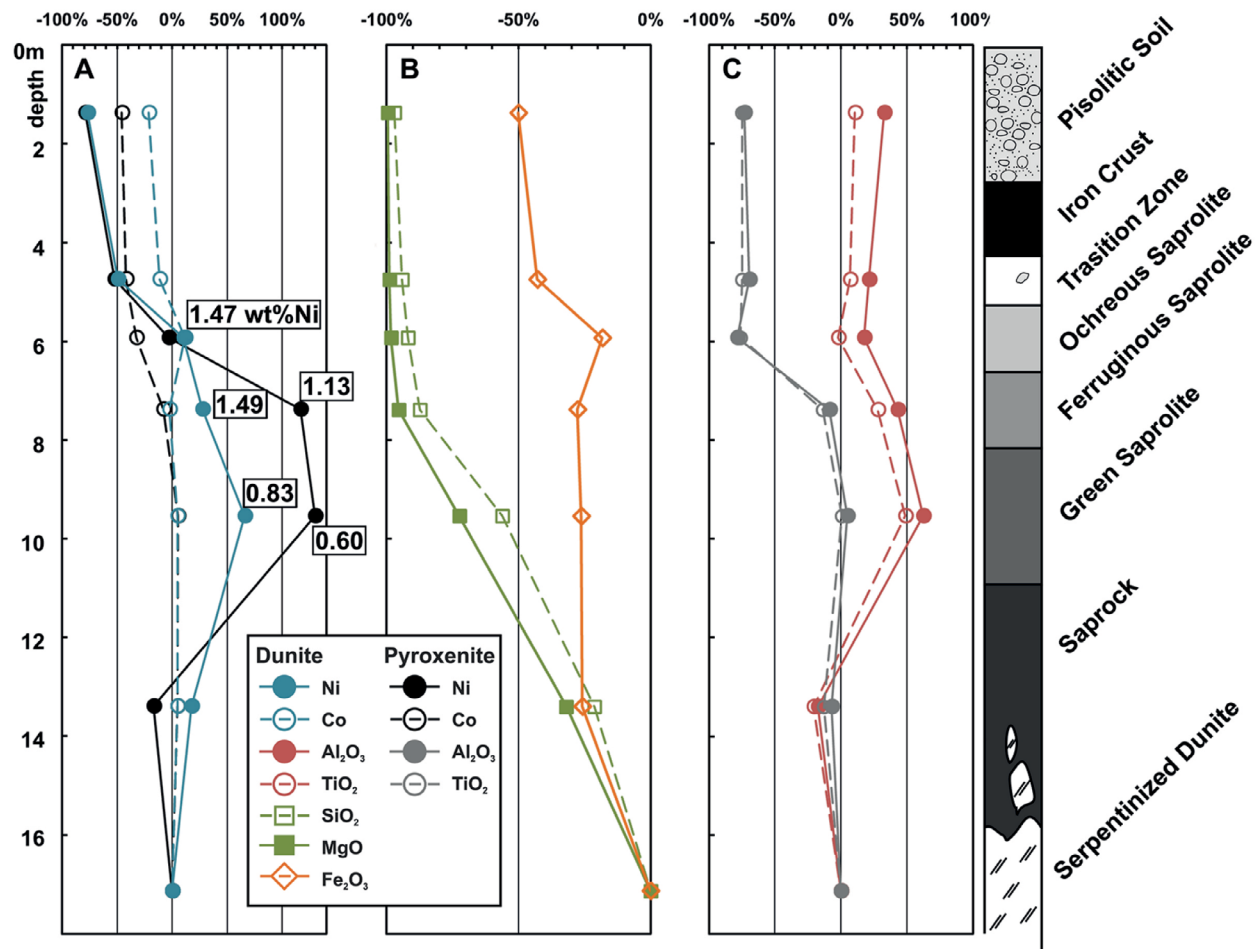 -100% -50% 0% 50% 100%
-100% -50% 0%
-100% -50% 0% 50% 100%
0m
depth
2
4
6
8
10
12
14
16
A
B
C
1.47 wt%Ni
1.13
1.49
0.83
0.60
Dunite
Ni
Co
Al₂O₃
TiO₂
SiO₂
MgO
Fe₂O₃
Pyroxenite
Ni
Co
Al₂O₃
TiO₂
Pisolitic Soil
Iron Crust
Trasition Zone
Ochreous Saprolite
Ferruginous Saprolite
Green Saprolite
Saprock
Serpentinized Dunite